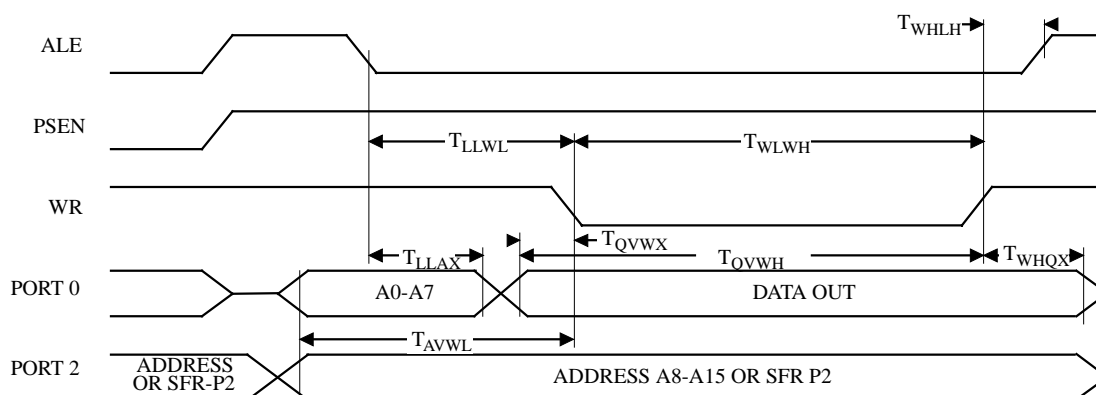 ALE
T_WHLH
PSEN
T_LLWL
T_WLWH
WR
T_QVWX
T_LLAX
T_QVWH
T_WHQX
PORT 0
A0-A7
DATA OUT
T_AVWL
PORT 2
ADDRESS
OR SFR-P2
ADDRESS A8-A15 OR SFR P2